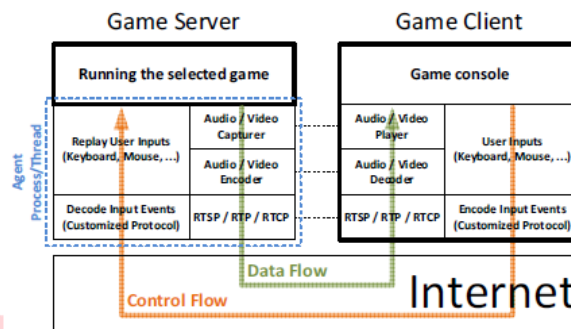 Game Server
Game Client
Running the selected game
Game console
Agent
Process/Thread
Replay User Inputs
(Keyboard, Mouse, ...)
Audio / Video
Capturer
Audio / Video
Encoder
Decode Input Events
(Customized Protocol)
RTSP / RTP / RTCP
Audio / Video
Player
Audio / Video
Decoder
RTSP / RTP / RTCP
User Inputs
(Keyboard, Mouse, ...)
Encode Input Events
(Customized Protocol)
Data Flow
Control Flow
Internet